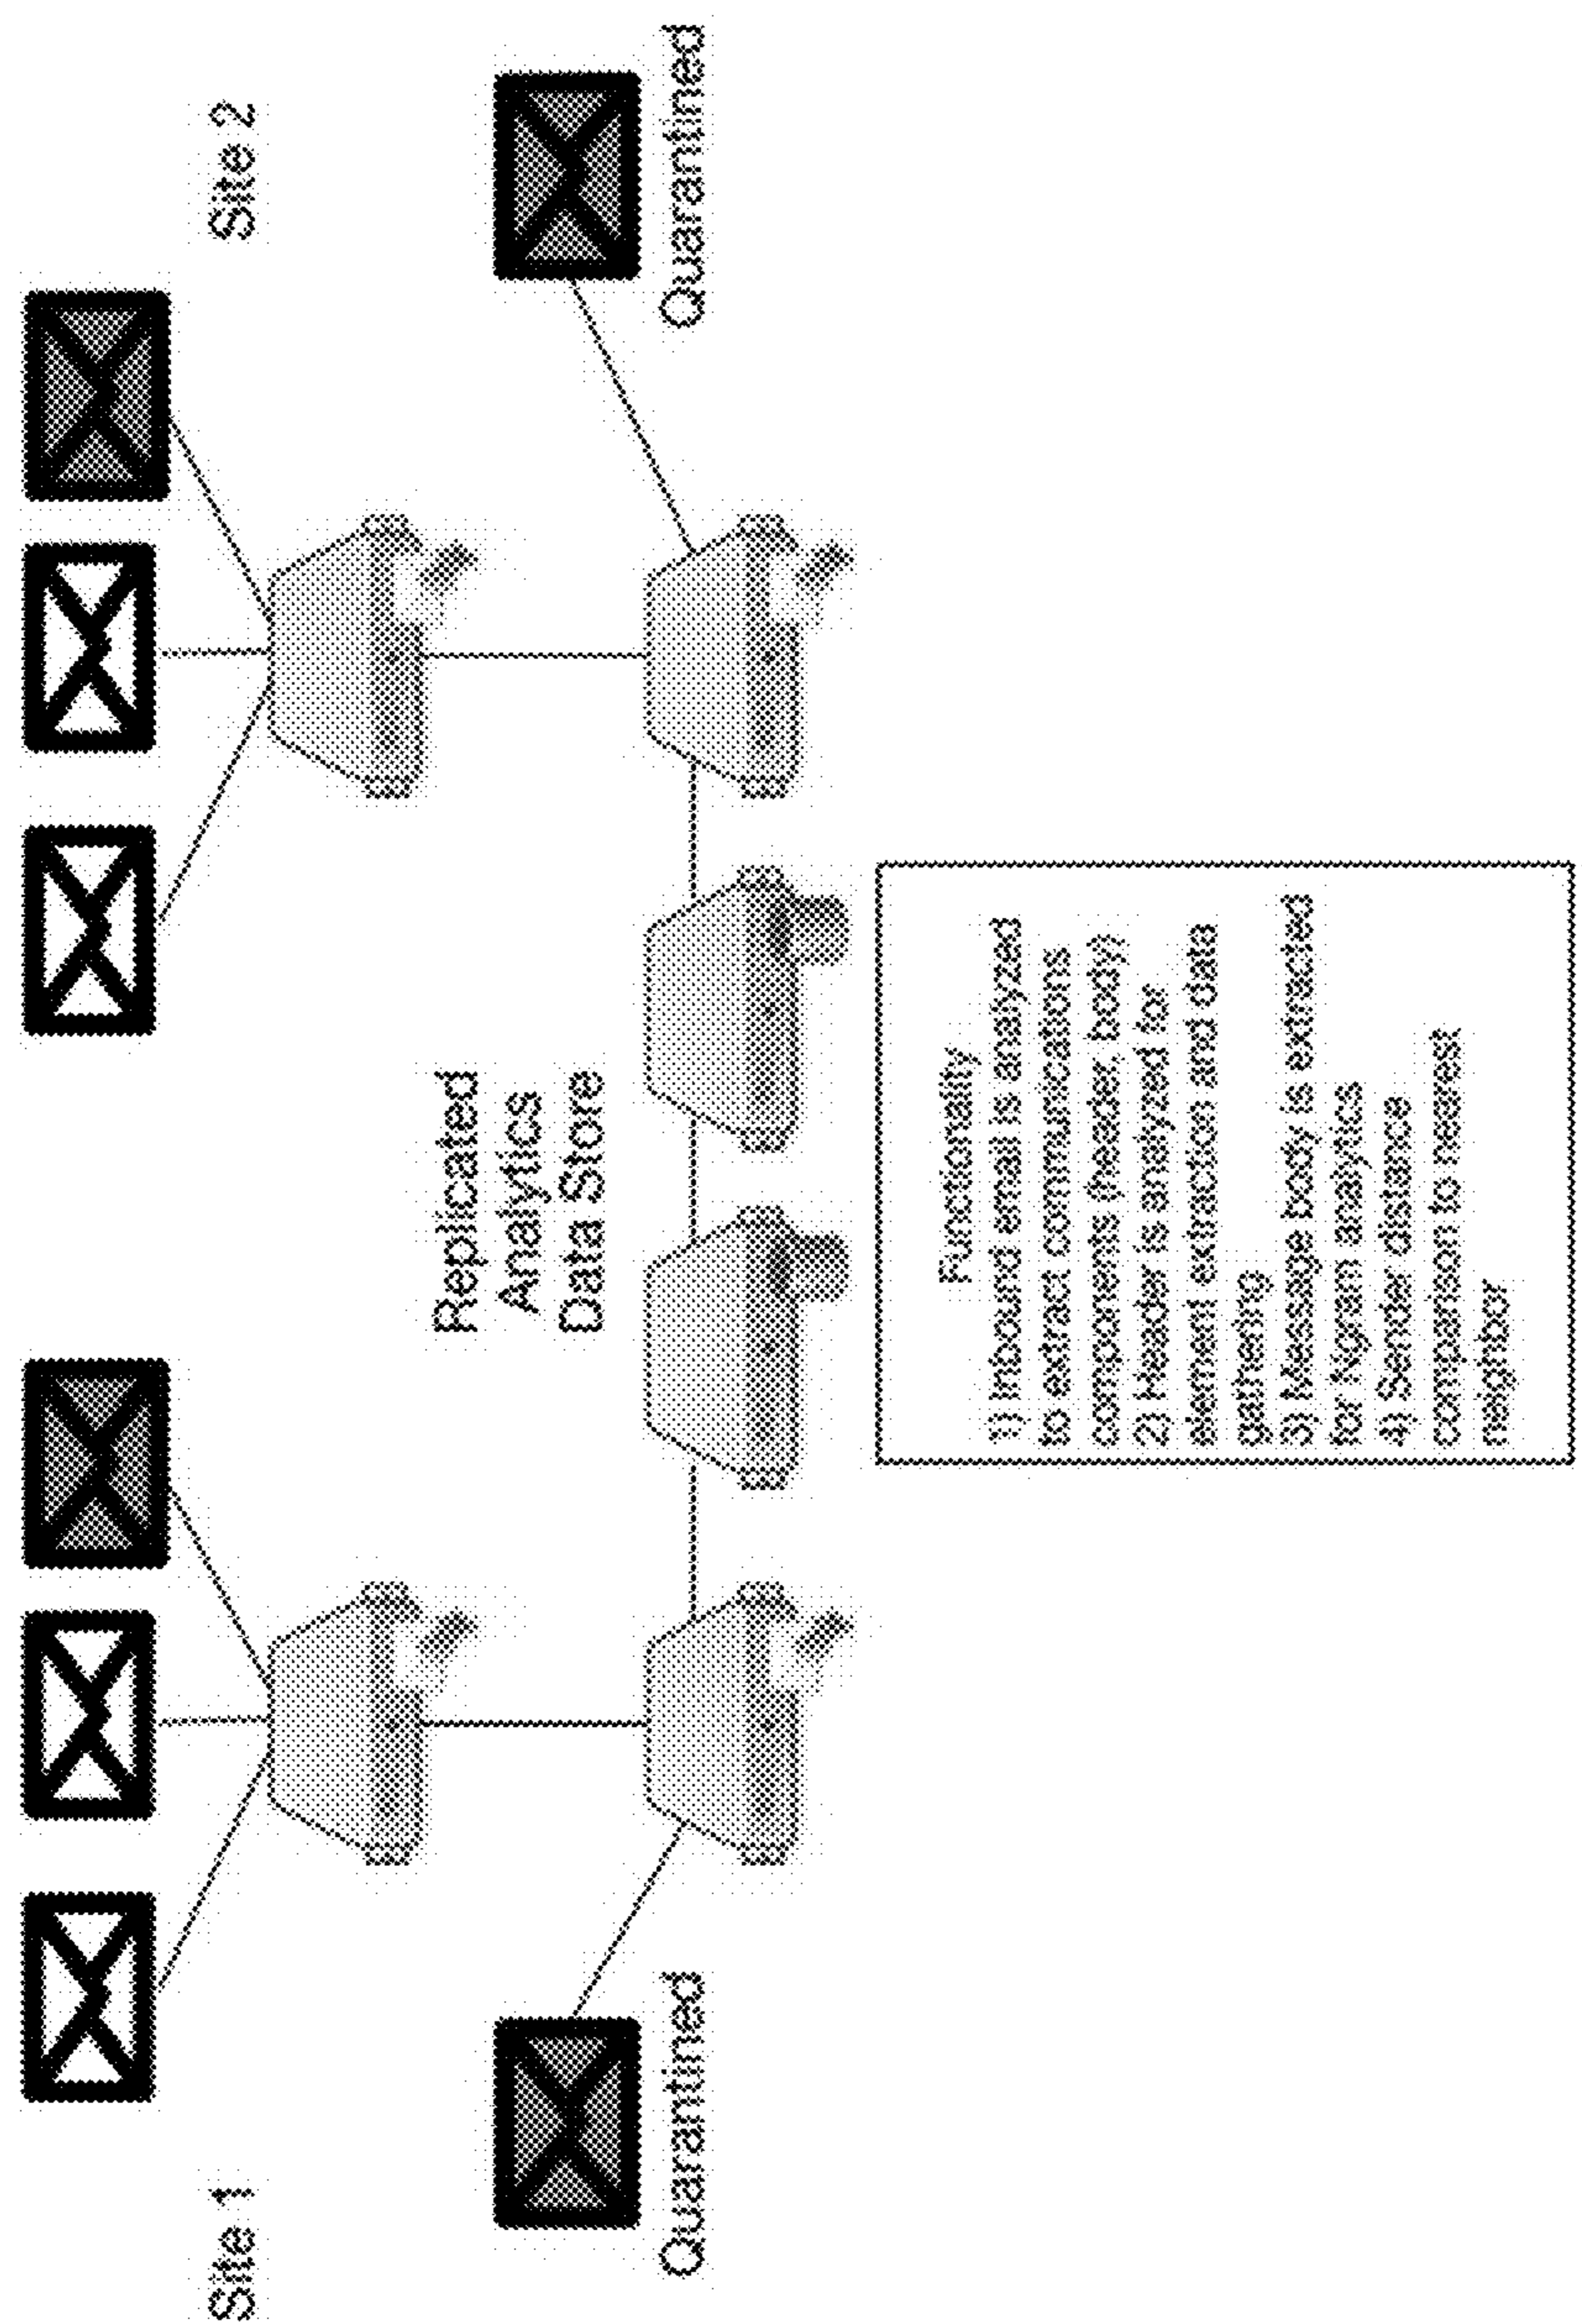 Site 1
Site 2
Replicated
Analytics
Data Store
Quarantined
Quarantined
Functionality
1) Inbound email is analyzed
to extract communications
components (header, body)
2) Header is analyzed for
element extraction and data
gathering
3) Message body is extracted
for Ngram analytics
4) Sender distance
comparison to nearest
neighbor